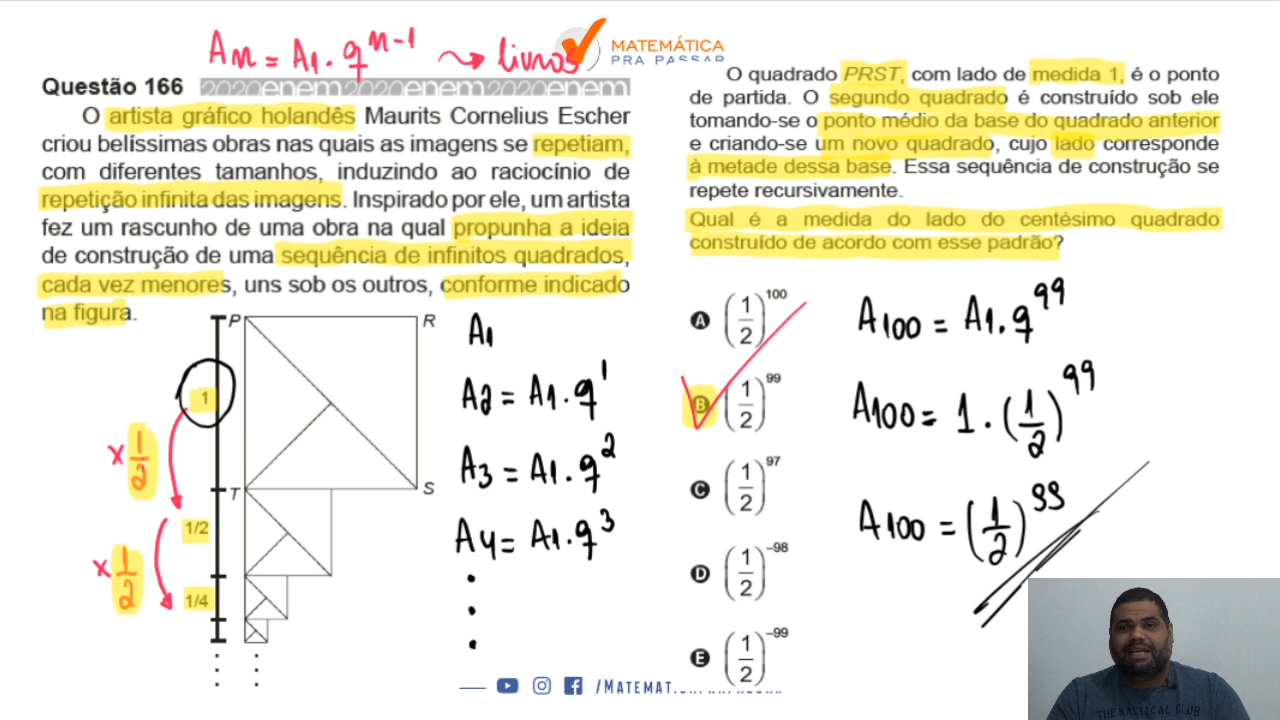 An = A1 . q^n-1 → livros
MATEMÁTICA
PRA PASSAR
Questão 166
2020enem2020enem2020enem
O artista gráfico holandês Maurits Cornelius Escher
criou belíssimas obras nas quais as imagens se repetiam,
com diferentes tamanhos, induzindo ao raciocínio de
repetição infinita das imagens. Inspirado por ele, um artista
fez um rascunho de uma obra na qual propunha a ideia
de construção de uma sequência de infinitos quadrados,
cada vez menores, uns sob os outros, conforme indicado
na figura.
P R
1
T S
1/2
1/4
x 1/2
x 1/2
A1
A2 = A1 . q^1
A3 = A1 . q^2
A4 = A1 . q^3
O quadrado PRST, com lado de medida 1, é o ponto
de partida. O segundo quadrado é construído sob ele
tomando-se o ponto médio da base do quadrado anterior
e criando-se um novo quadrado, cujo lado corresponde
à metade dessa base. Essa sequência de construção se
repete recursivamente.
Qual é a medida do lado do centésimo quadrado
construído de acordo com esse padrão?
A (1/2)^100
B (1/2)^99
C (1/2)^97
D (1/2)^-98
E (1/2)^-99
A100 = A1 . q^99
A100 = 1 . (1/2)^99
A100 = (1/2)^99
THE BALTICAL CLUB